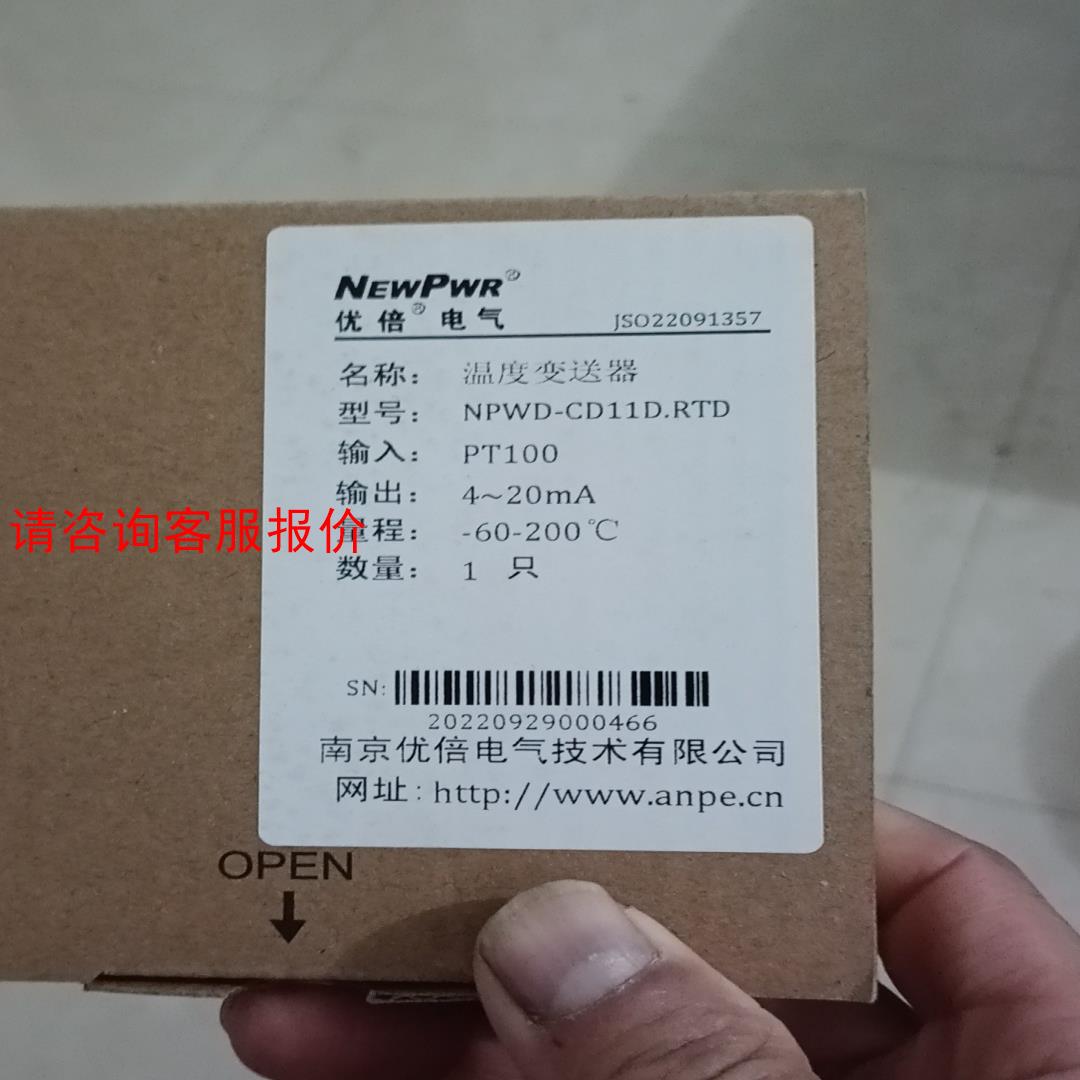 NEWPWR®
优倍®电气 JSO22091357
名称： 温度变送器
型号： NPWD-CD11D.RTD
输入： PT100
输出： 4~20mA
请咨询客服报价
量程： -60-200℃
数量： 1 只
SN:
20220929000466
南京优倍电气技术有限公司
网址:http://www.anpe.cn
OPEN